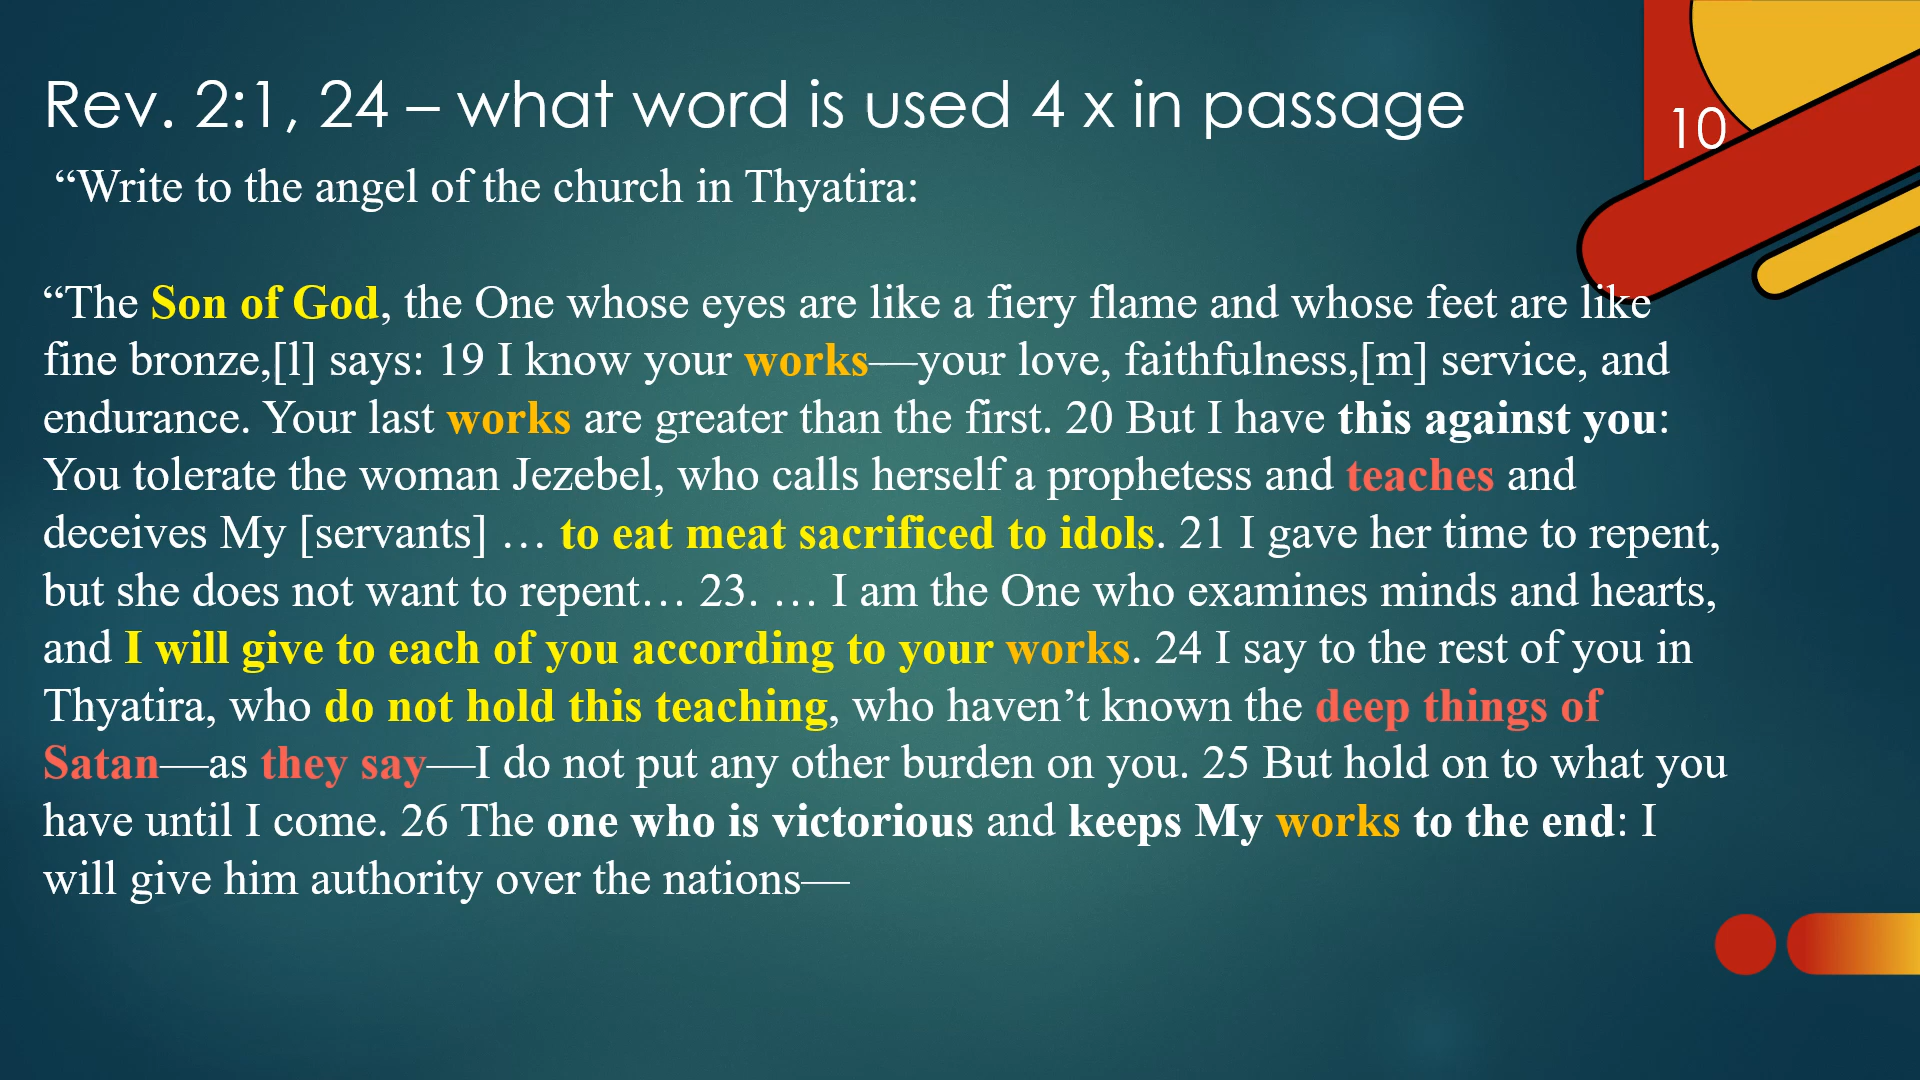 Rev. 2:1, 24 – what word is used 4 x in passage
10
“Write to the angel of the church in Thyatira:
“The Son of God, the One whose eyes are like a fiery flame and whose feet are like
fine bronze,[l] says: 19 I know your works—your love, faithfulness,[m] service, and
endurance. Your last works are greater than the first. 20 But I have this against you:
You tolerate the woman Jezebel, who calls herself a prophetess and teaches and
deceives My [servants] … to eat meat sacrificed to idols. 21 I gave her time to repent,
but she does not want to repent… 23. … I am the One who examines minds and hearts,
and I will give to each of you according to your works. 24 I say to the rest of you in
Thyatira, who do not hold this teaching, who haven’t known the deep things of
Satan—as they say—I do not put any other burden on you. 25 But hold on to what you
have until I come. 26 The one who is victorious and keeps My works to the end: I
will give him authority over the nations—